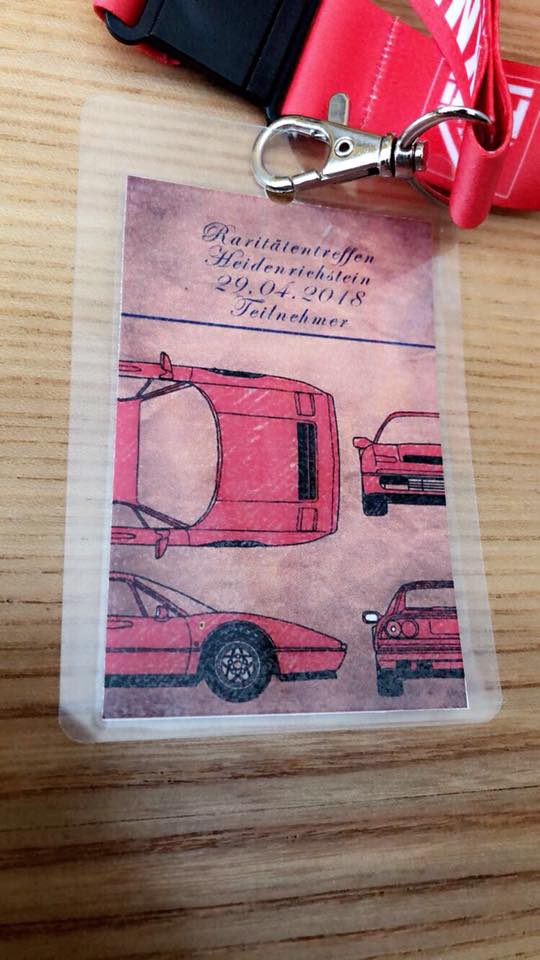 Raritätentreffen
Heidenrichstein
29.04.2018
Teilnehmer